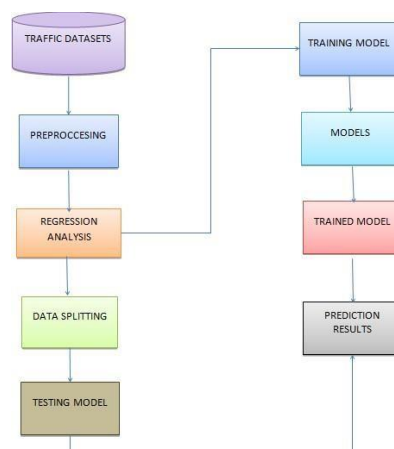 TRAFFIC DATASETS
PREPROCCESING
REGRESSION
ANALYSIS
DATA SPLITTING
TESTING MODEL
TRAINING MODEL
MODELS
TRAINED MODEL
PREDICTION
RESULTS